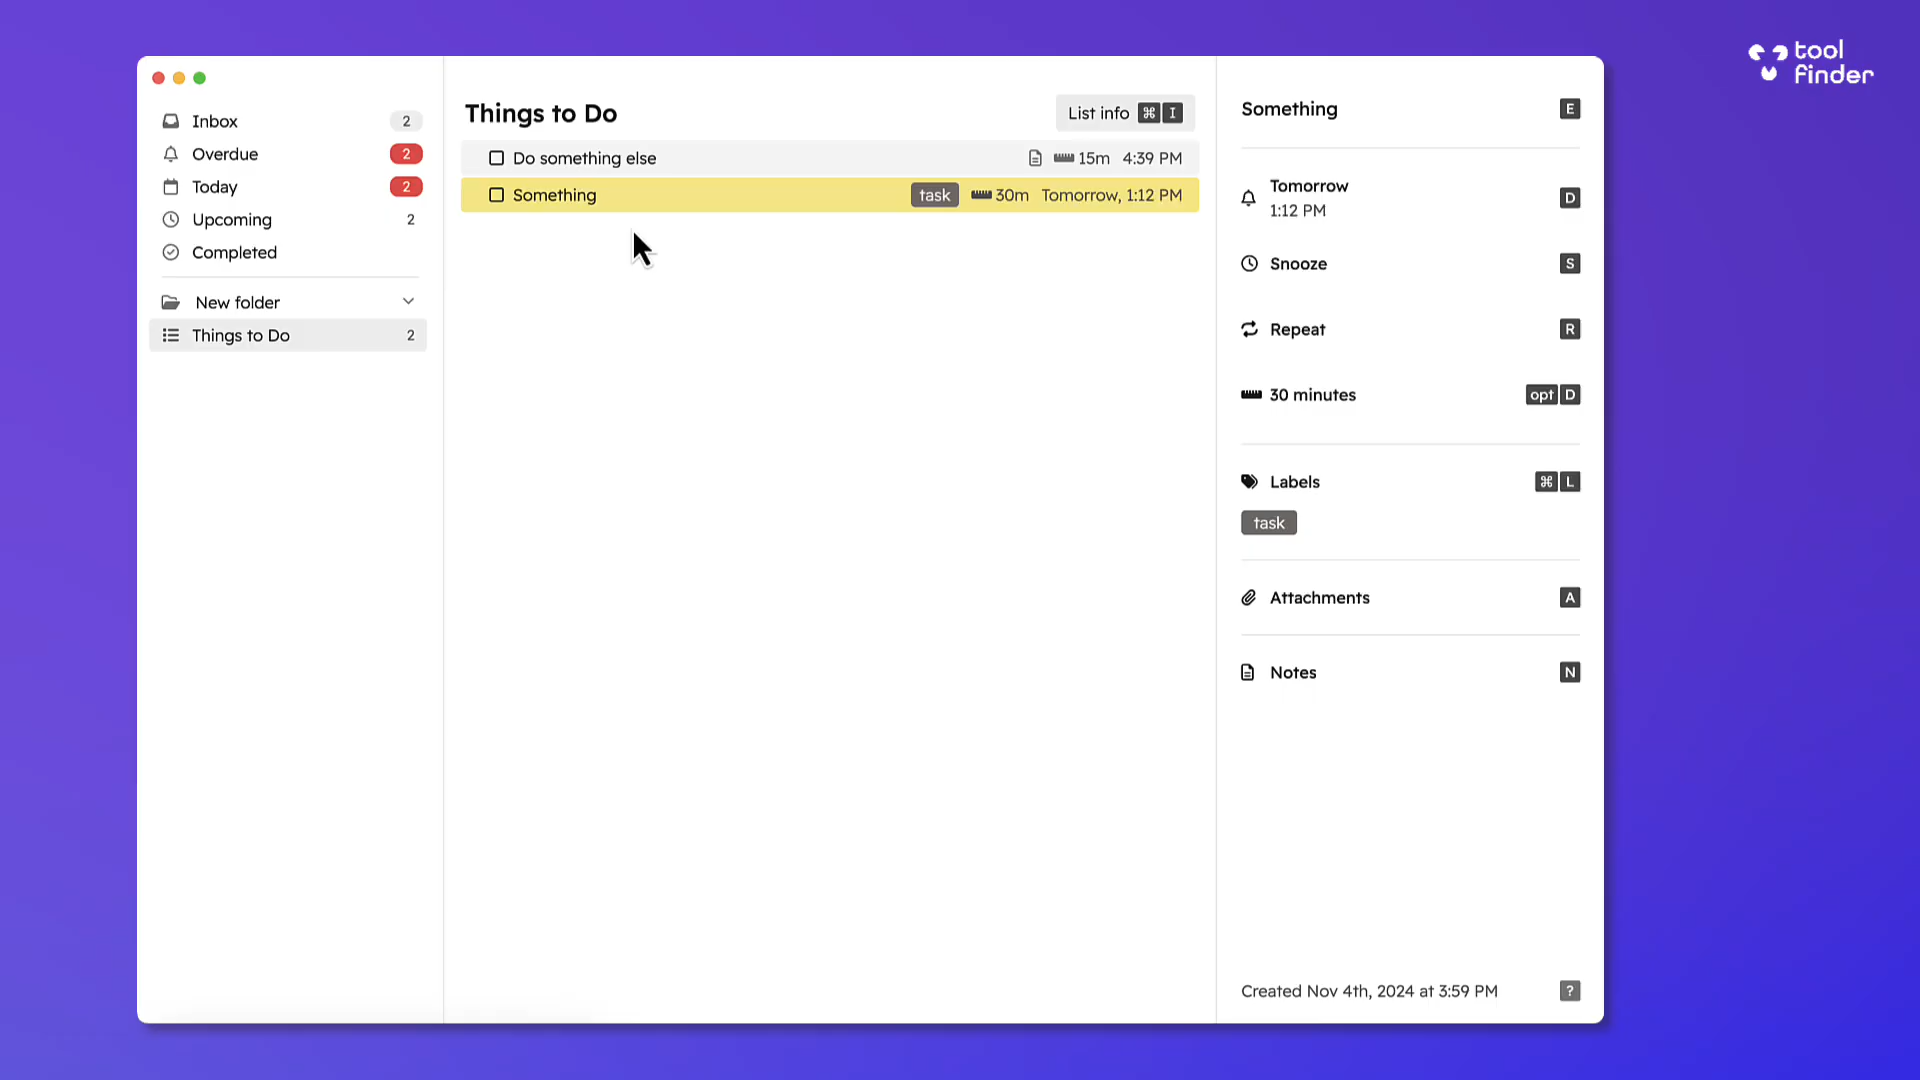 tool
finder
Inbox 2
Overdue 2
Today 2
Upcoming 2
Completed
New folder
Things to Do 2
Things to Do
List info ⌘ I
Do something else 15m 4:39 PM
Something task 30m Tomorrow, 1:12 PM
Something E
Tomorrow D
1:12 PM
Snooze S
Repeat R
30 minutes opt D
Labels ⌘ L
task
Attachments A
Notes N
Created Nov 4th, 2024 at 3:59 PM ?